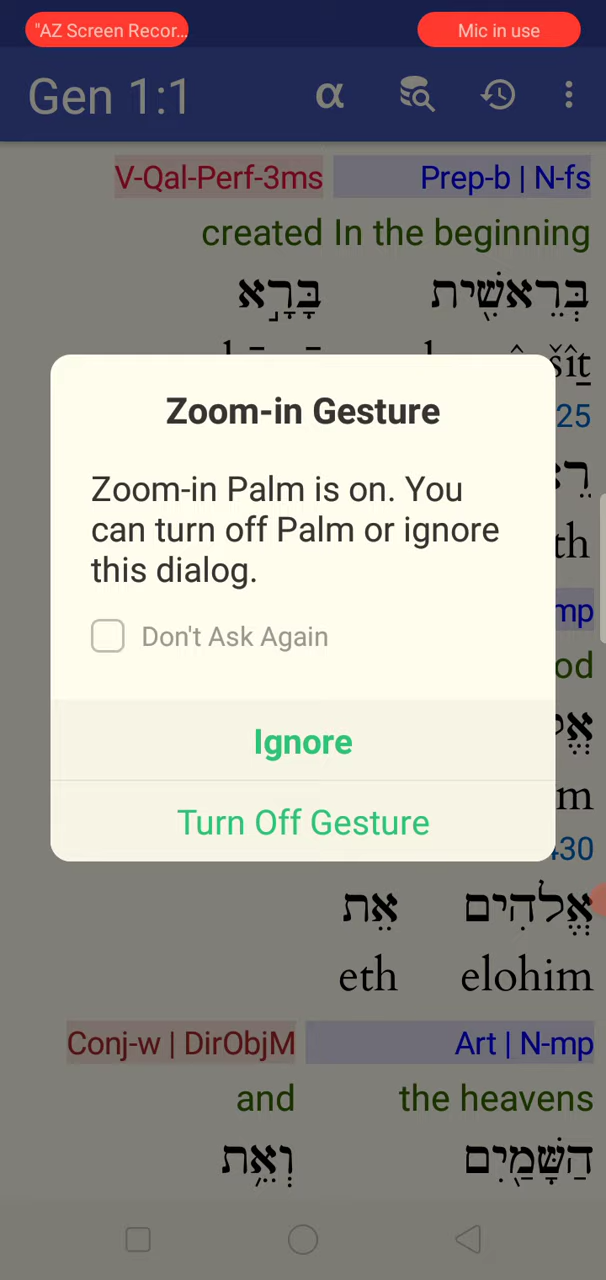 "AZ Screen Recor... Mic in use
Gen 1:1 α
V-Qal-Perf-3ms Prep-b | N-fs
created In the beginning
בְּרֵאשִׁ֖ית בָּרָ֣א
Zoom-in Gesture
Zoom-in Palm is on. You
can turn off Palm or ignore
this dialog.
Don't Ask Again
Ignore
Turn Off Gesture
אֱלֹהִים אֵת
eth elohim
Conj-w | DirObjM Art | N-mp
and the heavens
הַשָּׁמַ֖יִם וְאֵ֥ת